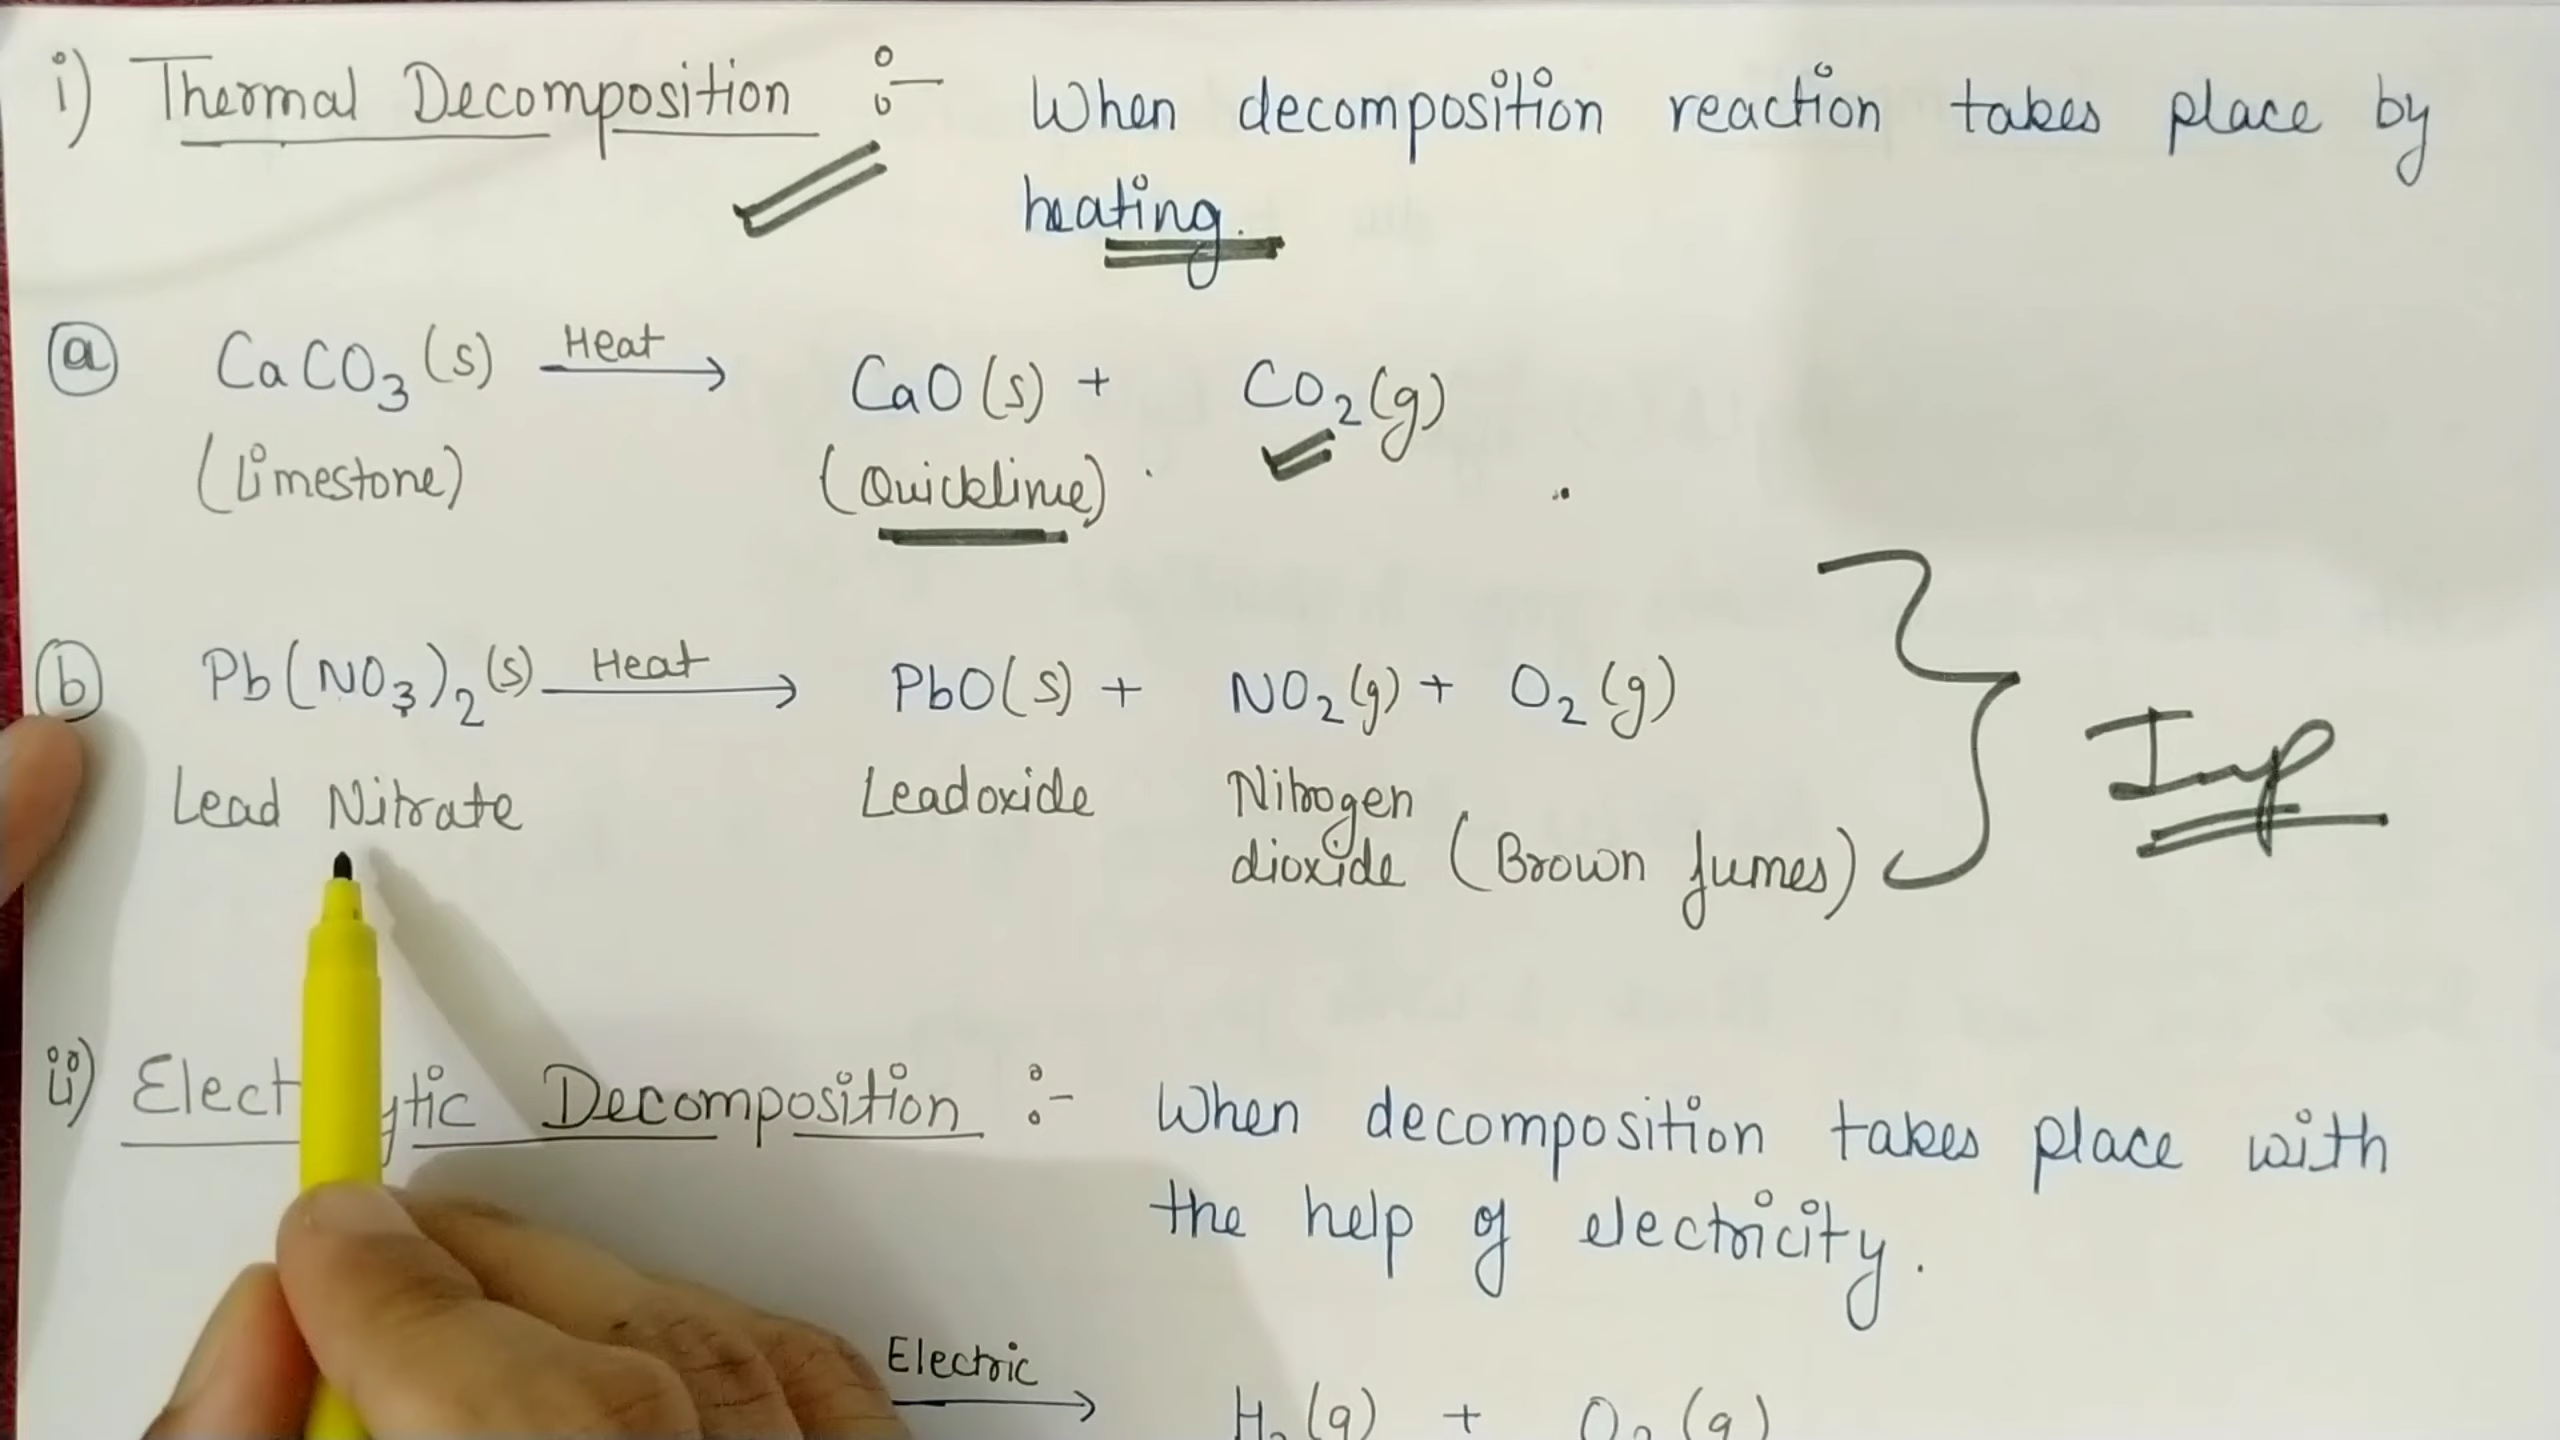 i) Thermal Decomposition :- When decomposition reaction takes place by
heating.
(a) CaCO₃(s) Heat → CaO(s) + CO₂(g)
(Limestone) (Quicklime)
(b) Pb(NO₃)₂(s) Heat → PbO(s) + NO₂(g) + O₂(g)
Lead Nitrate Leadoxide Nitrogen
dioxide (Brown fumes)
Imp
ii) Decomposition :- When decomposition takes place with
the help of electricity.
Electric →
H₂(g) + O₂(g)